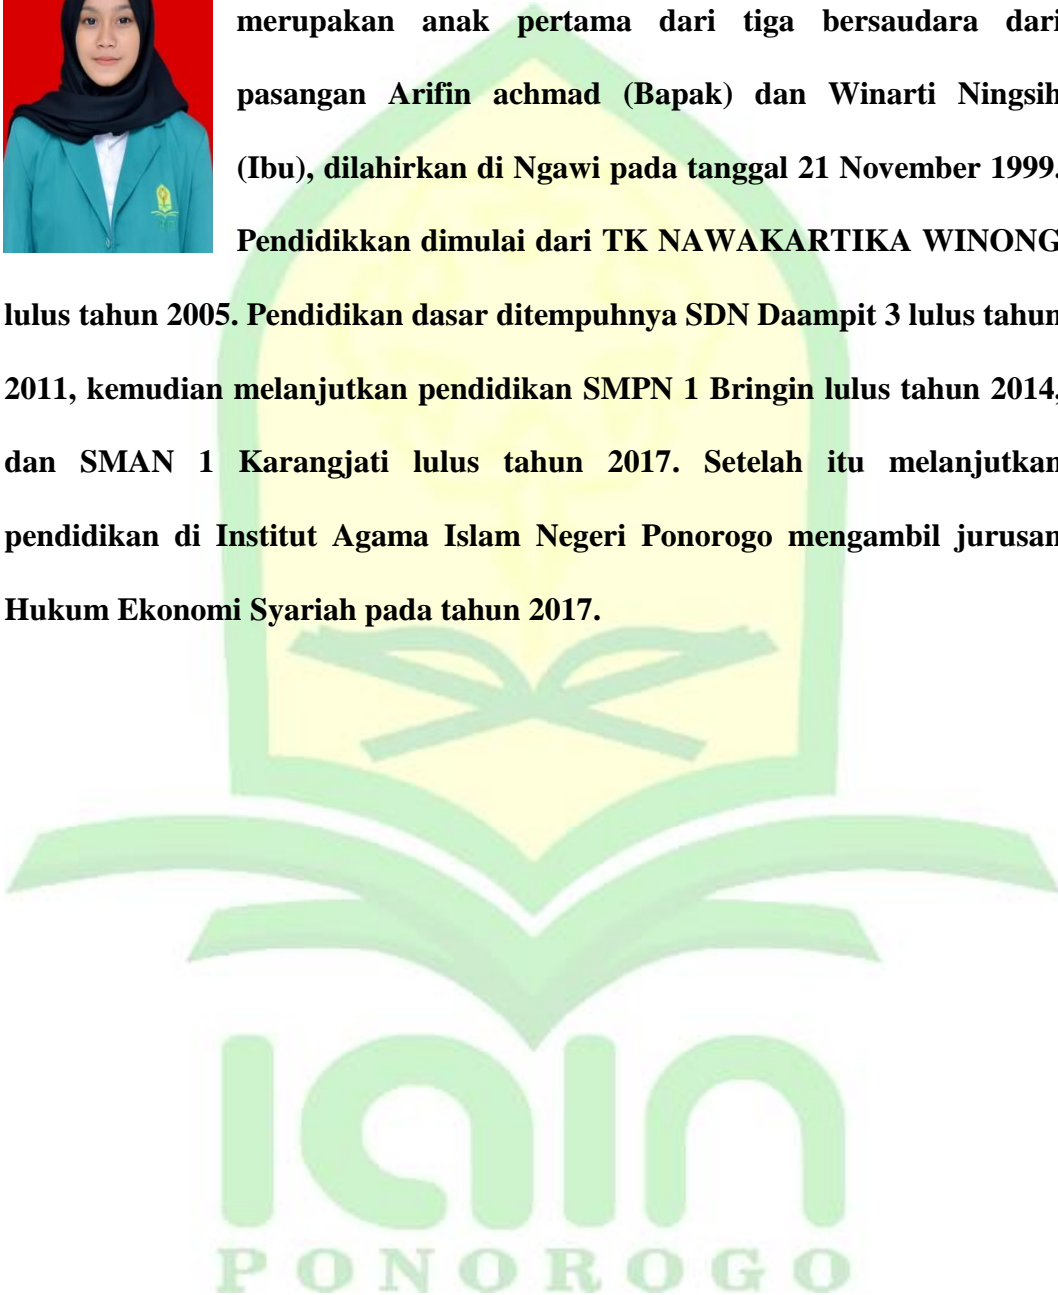 merupakan anak pertama dari tiga bersaudara dari
pasangan Arifin achmad (Bapak) dan Winarti Ningsih
(Ibu), dilahirkan di Ngawi pada tanggal 21 November 1999.
Pendidikkan dimulai dari TK NAWAKARTIKA WINONG
lulus tahun 2005. Pendidikan dasar ditempuhnya SDN Daampit 3 lulus tahun
2011, kemudian melanjutkan pendidikan SMPN 1 Bringin lulus tahun 2014,
dan SMAN 1 Karangjati lulus tahun 2017. Setelah itu melanjutkan
pendidikan di Institut Agama Islam Negeri Ponorogo mengambil jurusan
Hukum Ekonomi Syariah pada tahun 2017.
iain
PONOROGO